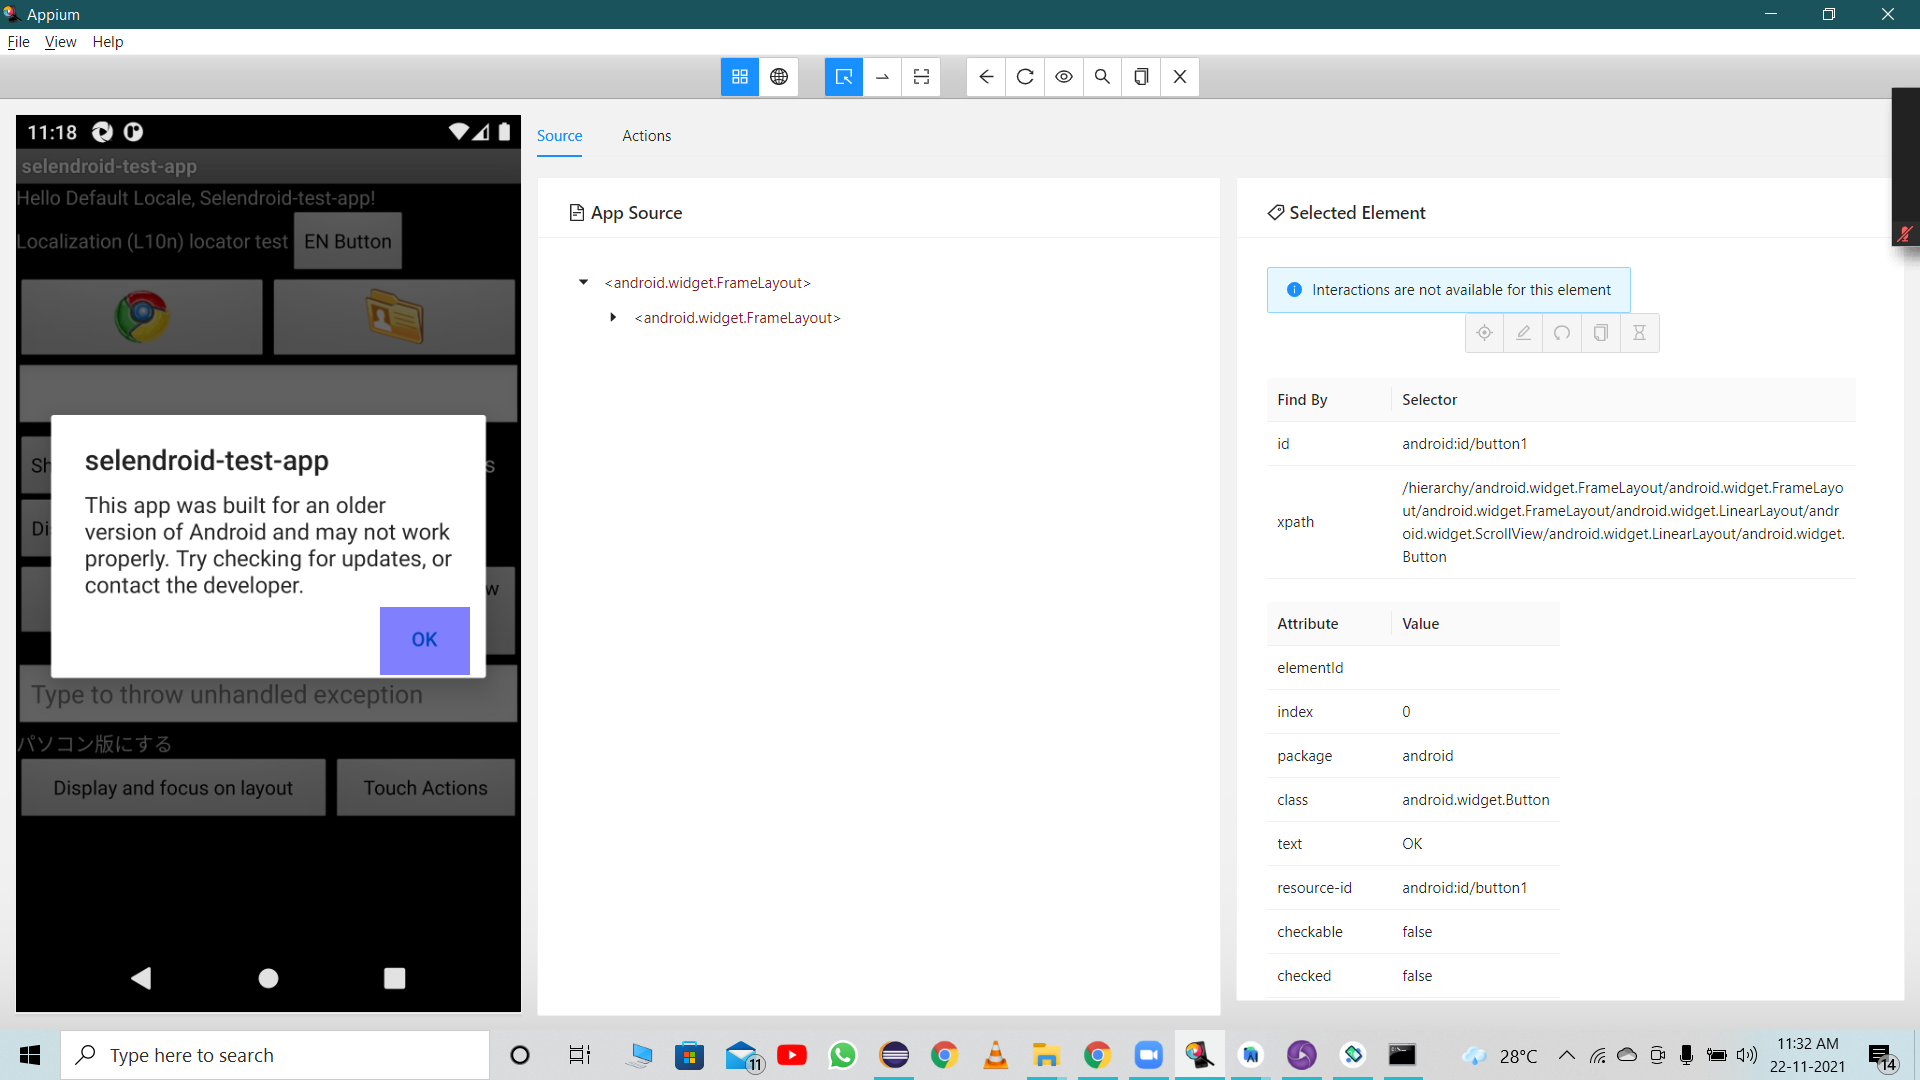 Appium
File View Help
11:18
selendroid-test-app
Hello Default Locale, Selendroid-test-app!
Localization (L10n) locator test EN Button
selendroid-test-app
This app was built for an older
version of Android and may not work
properly. Try checking for updates, or
contact the developer.
OK
Type to throw unhandled exception
パソコン版にする
Display and focus on layout Touch Actions
Source Actions
App Source
<android.widget.FrameLayout>
<android.widget.FrameLayout>
Selected Element
Interactions are not available for this element
Find By Selector
id android:id/button1
xpath /hierarchy/android.widget.FrameLayout/android.widget.FrameLayo
ut/android.widget.FrameLayout/android.widget.LinearLayout/andr
oid.widget.ScrollView/android.widget.LinearLayout/android.widget.
Button
Attribute Value
elementId
index 0
package android
class android.widget.Button
text OK
resource-id android:id/button1
checkable false
checked false
Type here to search
11
28°C
11:32 AM
22-11-2021
14